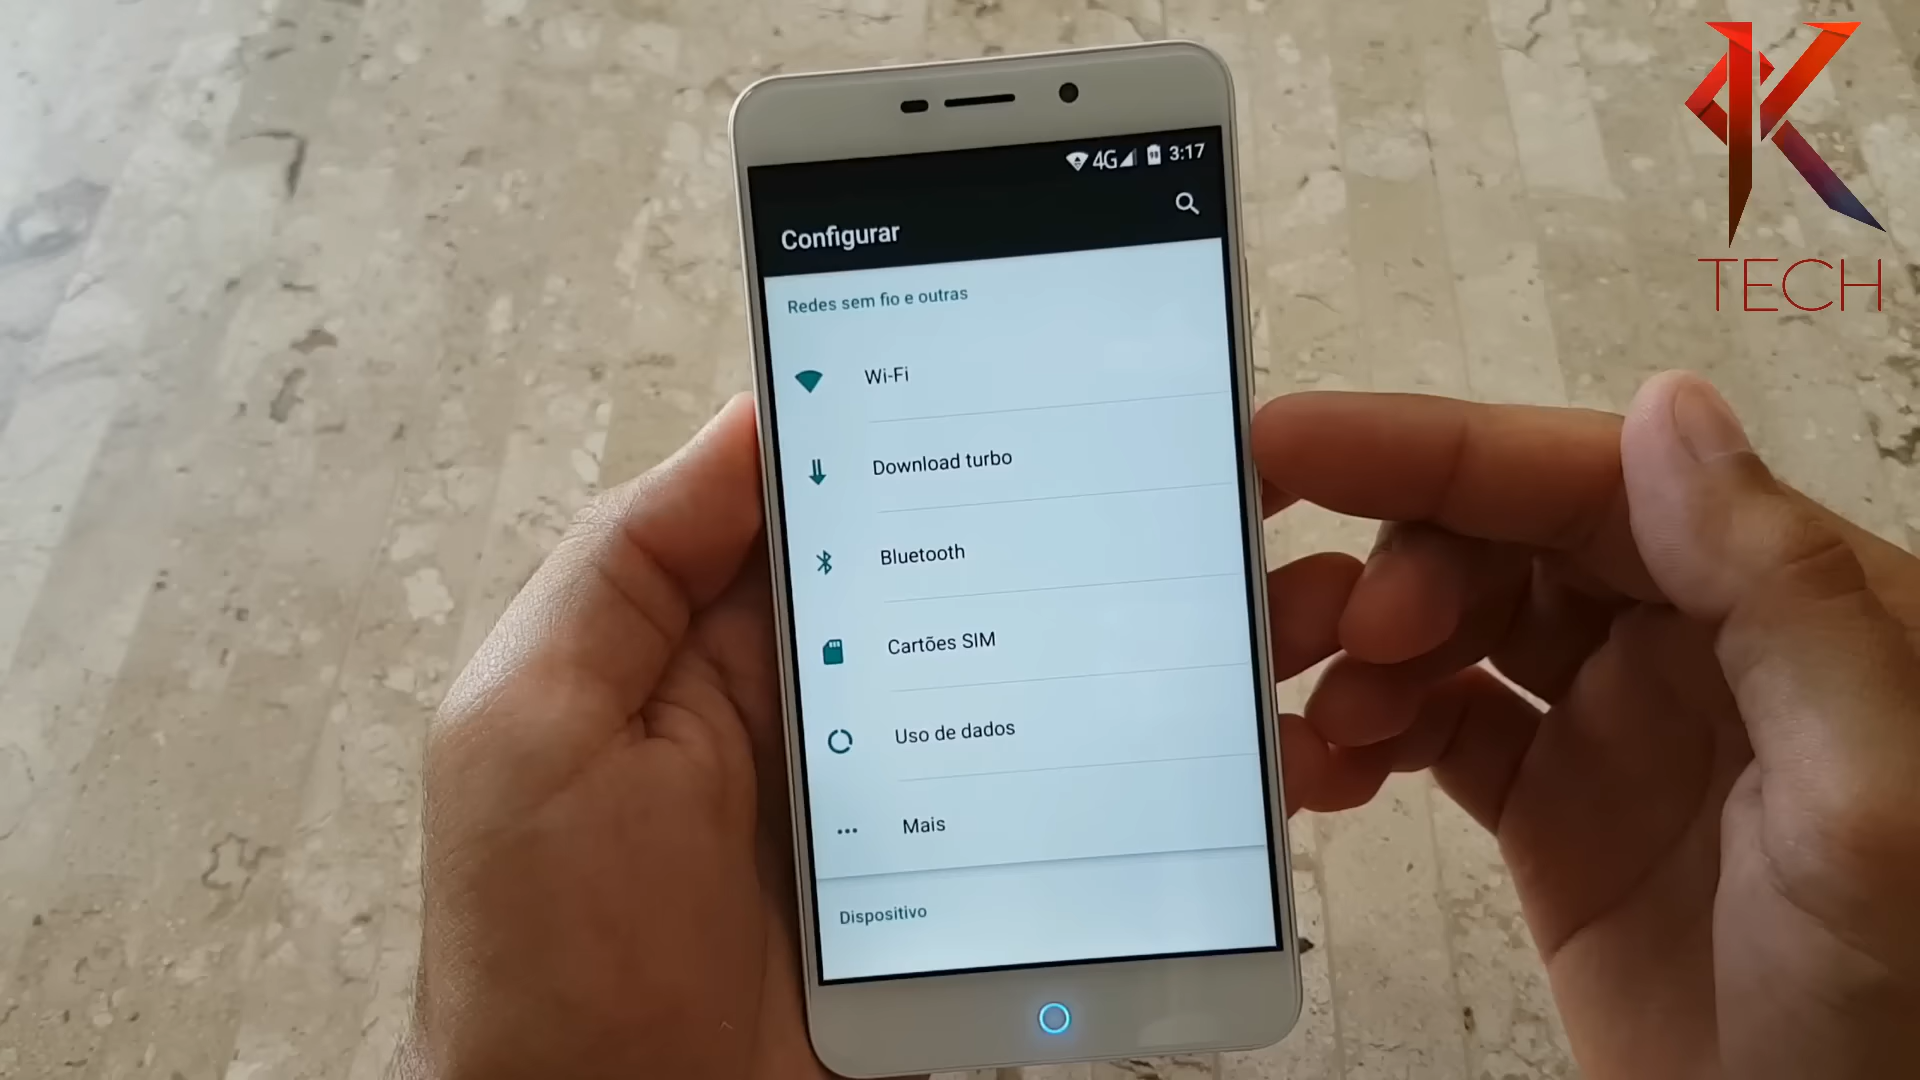 4G 3:17
Configurar
Redes sem fio e outras
Wi-Fi
Download turbo
Bluetooth
Cartões SIM
Uso de dados
Mais
Dispositivo
K
TECH